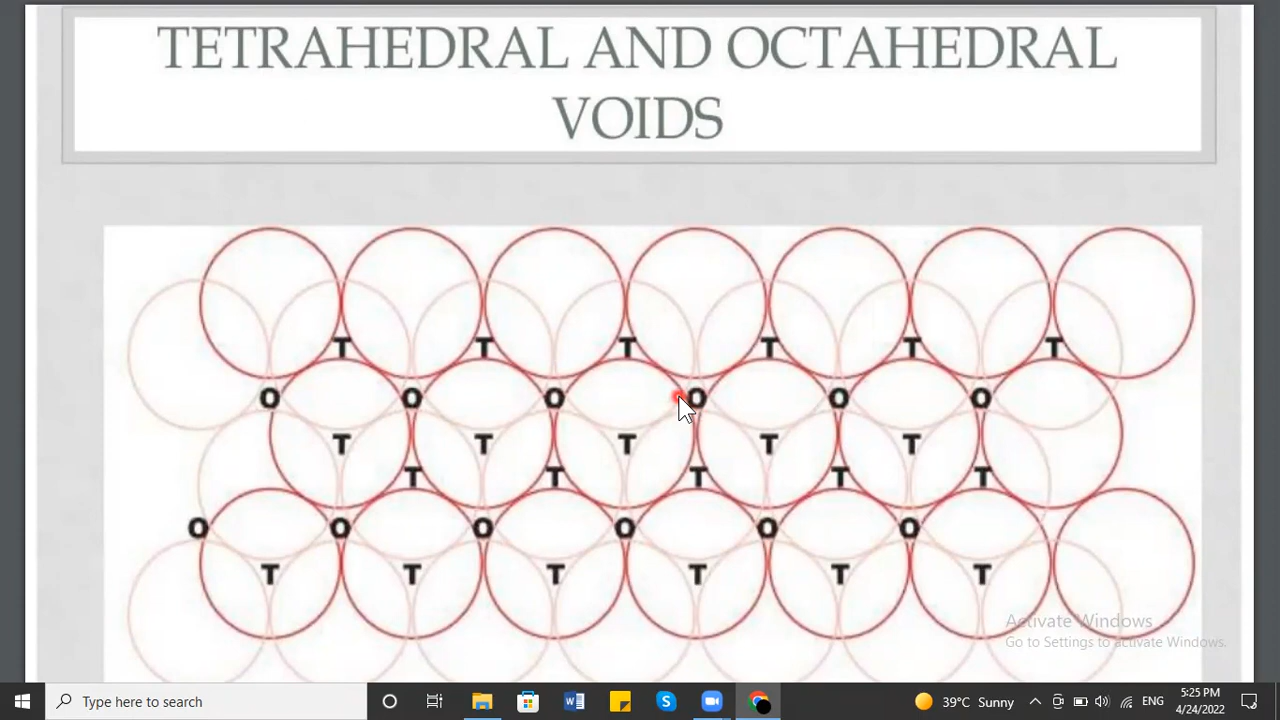 TETRAHEDRAL AND OCTAHEDRAL
VOIDS
T T T T T T
O O O O O O
T T T T T
T T T T T
O O O O O O
T T T T T T
Activate Windows
Go to Settings to activate Windows.
Type here to search
39°C Sunny
ENG
5:25 PM
4/24/2022